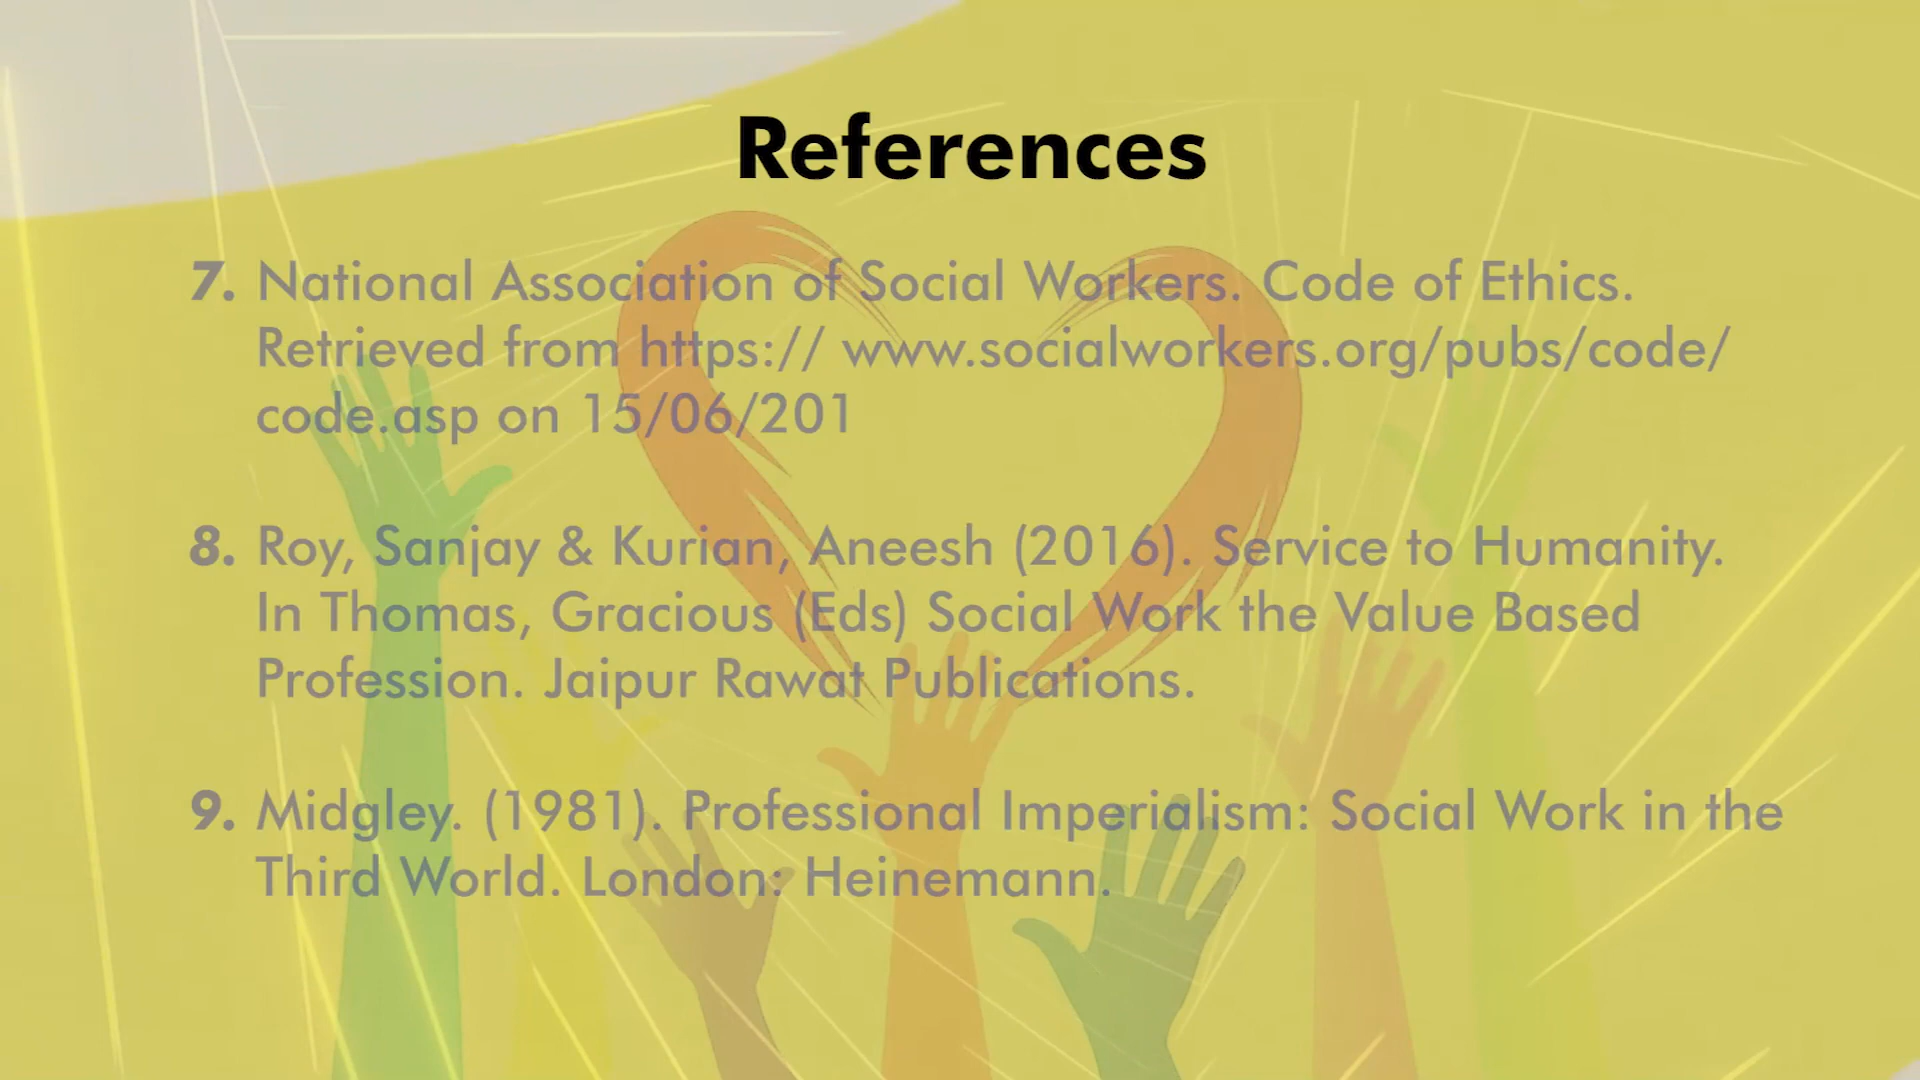 References
7. National Association of Social Workers. Code of Ethics.
Retrieved from https:// www.socialworkers.org/pubs/code/
code.asp on 15/06/201
8. Roy, Sanjay & Kurian, Aneesh (2016). Service to Humanity.
In Thomas, Gracious (Eds) Social Work the Value Based
Profession. Jaipur Rawat Publications.
9. Midgley. (1981). Professional Imperialism: Social Work in the
Third World. London: Heinemann.